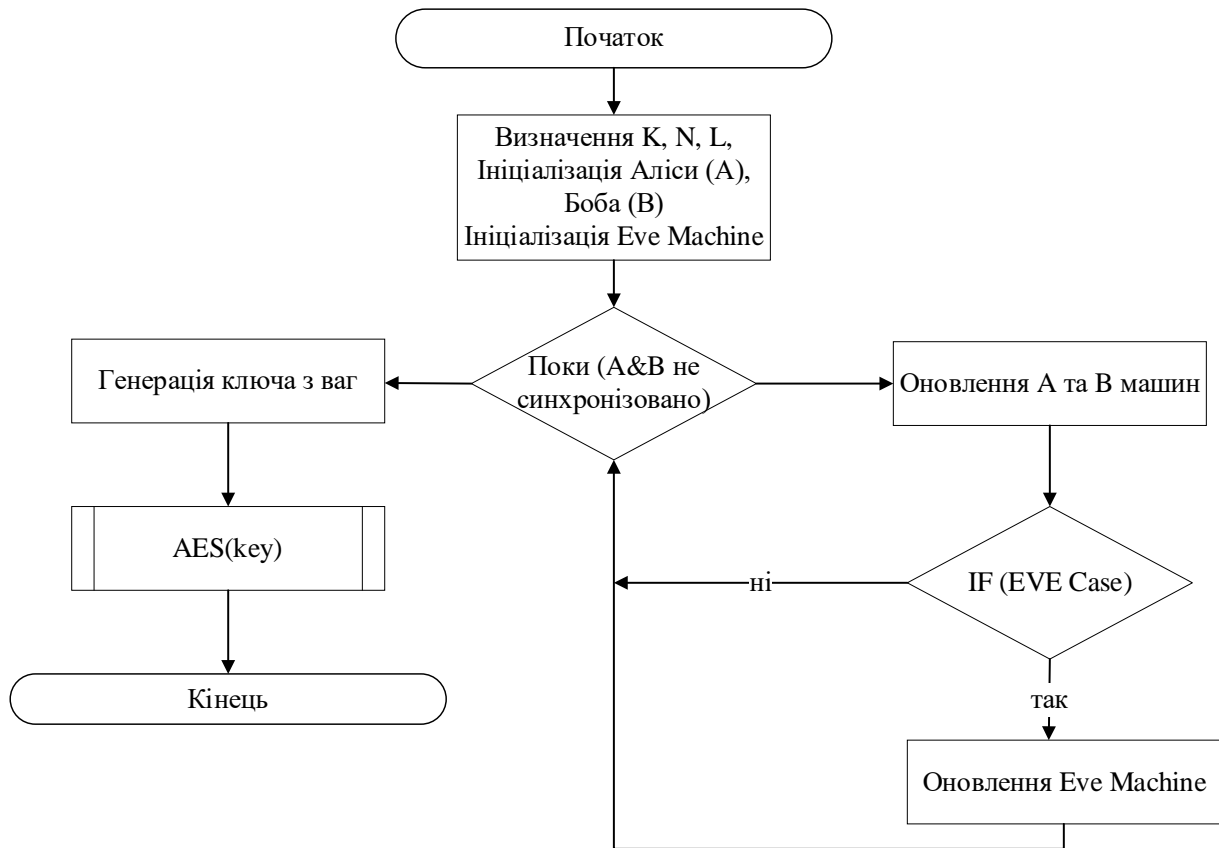 Початок
Визначення K, N, L,
Ініціалізація Аліси (A),
Боба (B)
Ініціалізація Eve Machine
Поки (A&B не
синхронізовано)
Генерація ключа з ваг
Оновлення A та B машин
AES(key)
IF (EVE Case)
ні
так
Кінець
Оновлення Eve Machine